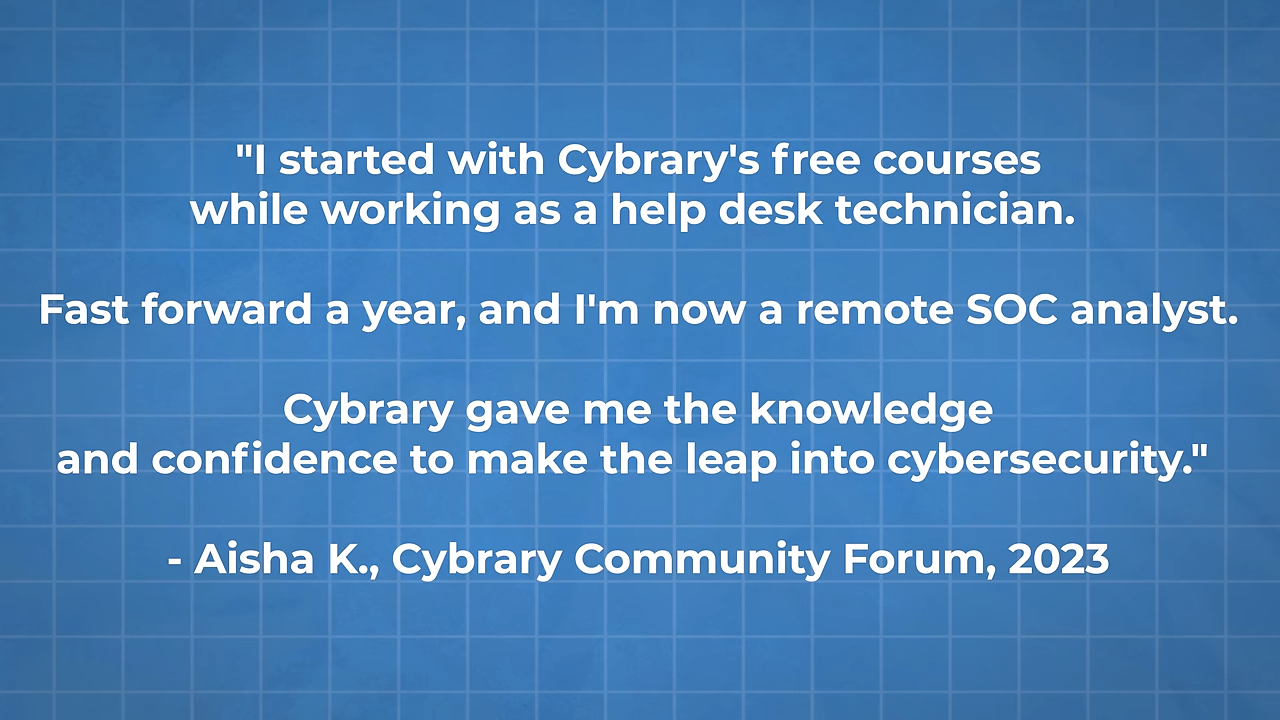 "I started with Cybrary's free courses
while working as a help desk technician.
Fast forward a year, and I'm now a remote SOC analyst.
Cybrary gave me the knowledge
and confidence to make the leap into cybersecurity."
- Aisha K., Cybrary Community Forum, 2023